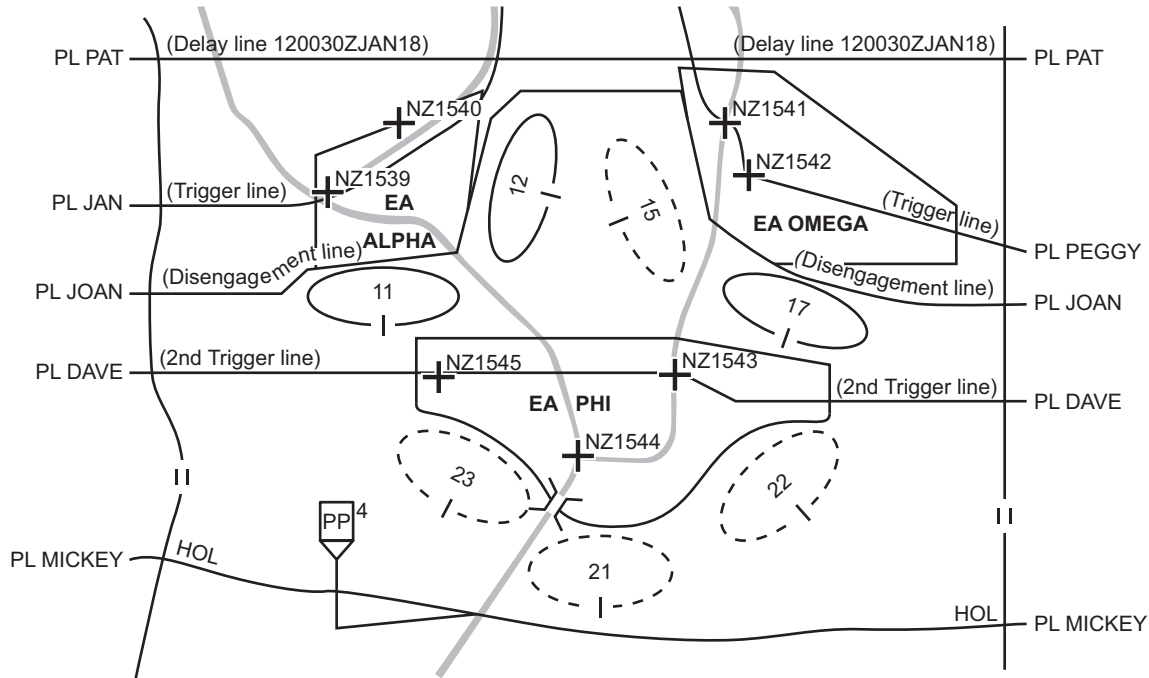 PL PAT (Delay line 120030ZJAN18) (Delay line 120030ZJAN18) PL PAT
NZ1540
NZ1541
NZ1542
NZ1539
12
15
PL JAN (Trigger line)
EA
ALPHA
EA OMEGA
(Trigger line)
PL PEGGY
PL JOAN (Disengagement line)
(Disengagement line)
PL JOAN
11
17
PL DAVE (2nd Trigger line)
NZ1545
NZ1543
(2nd Trigger line) PL DAVE
EA PHI
NZ1544
23
22
II
II
PP 4
PL MICKEY HOL
21
HOL PL MICKEY